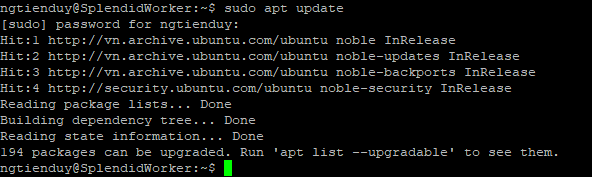 ngtienduy@SplendidWorker:~$ sudo apt update
[sudo] password for ngtienduy:
Hit:1 http://vn.archive.ubuntu.com/ubuntu noble InRelease
Hit:2 http://vn.archive.ubuntu.com/ubuntu noble-updates InRelease
Hit:3 http://vn.archive.ubuntu.com/ubuntu noble-backports InRelease
Hit:4 http://security.ubuntu.com/ubuntu noble-security InRelease
Reading package lists... Done
Building dependency tree... Done
Reading state information... Done
194 packages can be upgraded. Run 'apt list --upgradable' to see them.
ngtienduy@SplendidWorker:~$